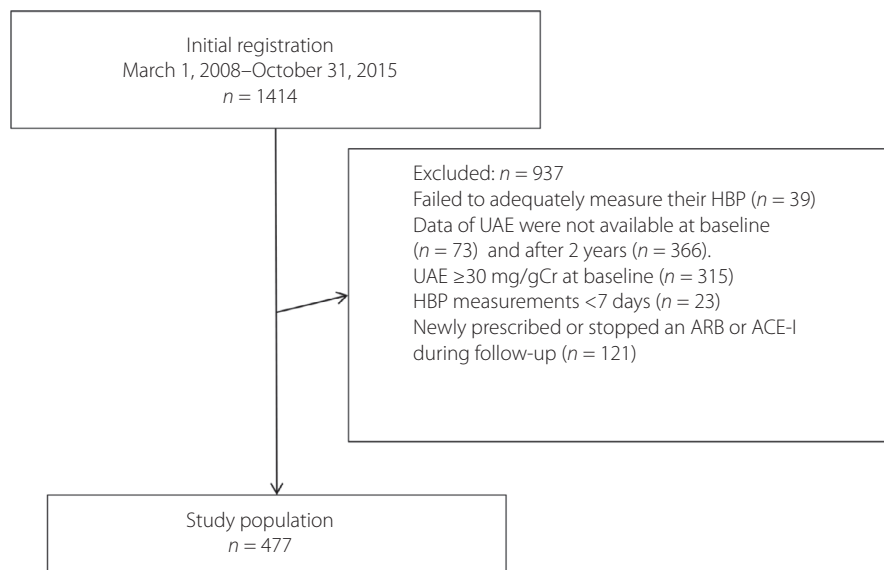 Initial registration
March 1, 2008–October 31, 2015
n = 1414
Excluded: n = 937
Failed to adequately measure their HBP (n = 39)
Data of UAE were not available at baseline
(n = 73) and after 2 years (n = 366).
UAE ≥30 mg/gCr at baseline (n = 315)
HBP measurements <7 days (n = 23)
Newly prescribed or stopped an ARB or ACE-I
during follow-up (n = 121)
Study population
n = 477